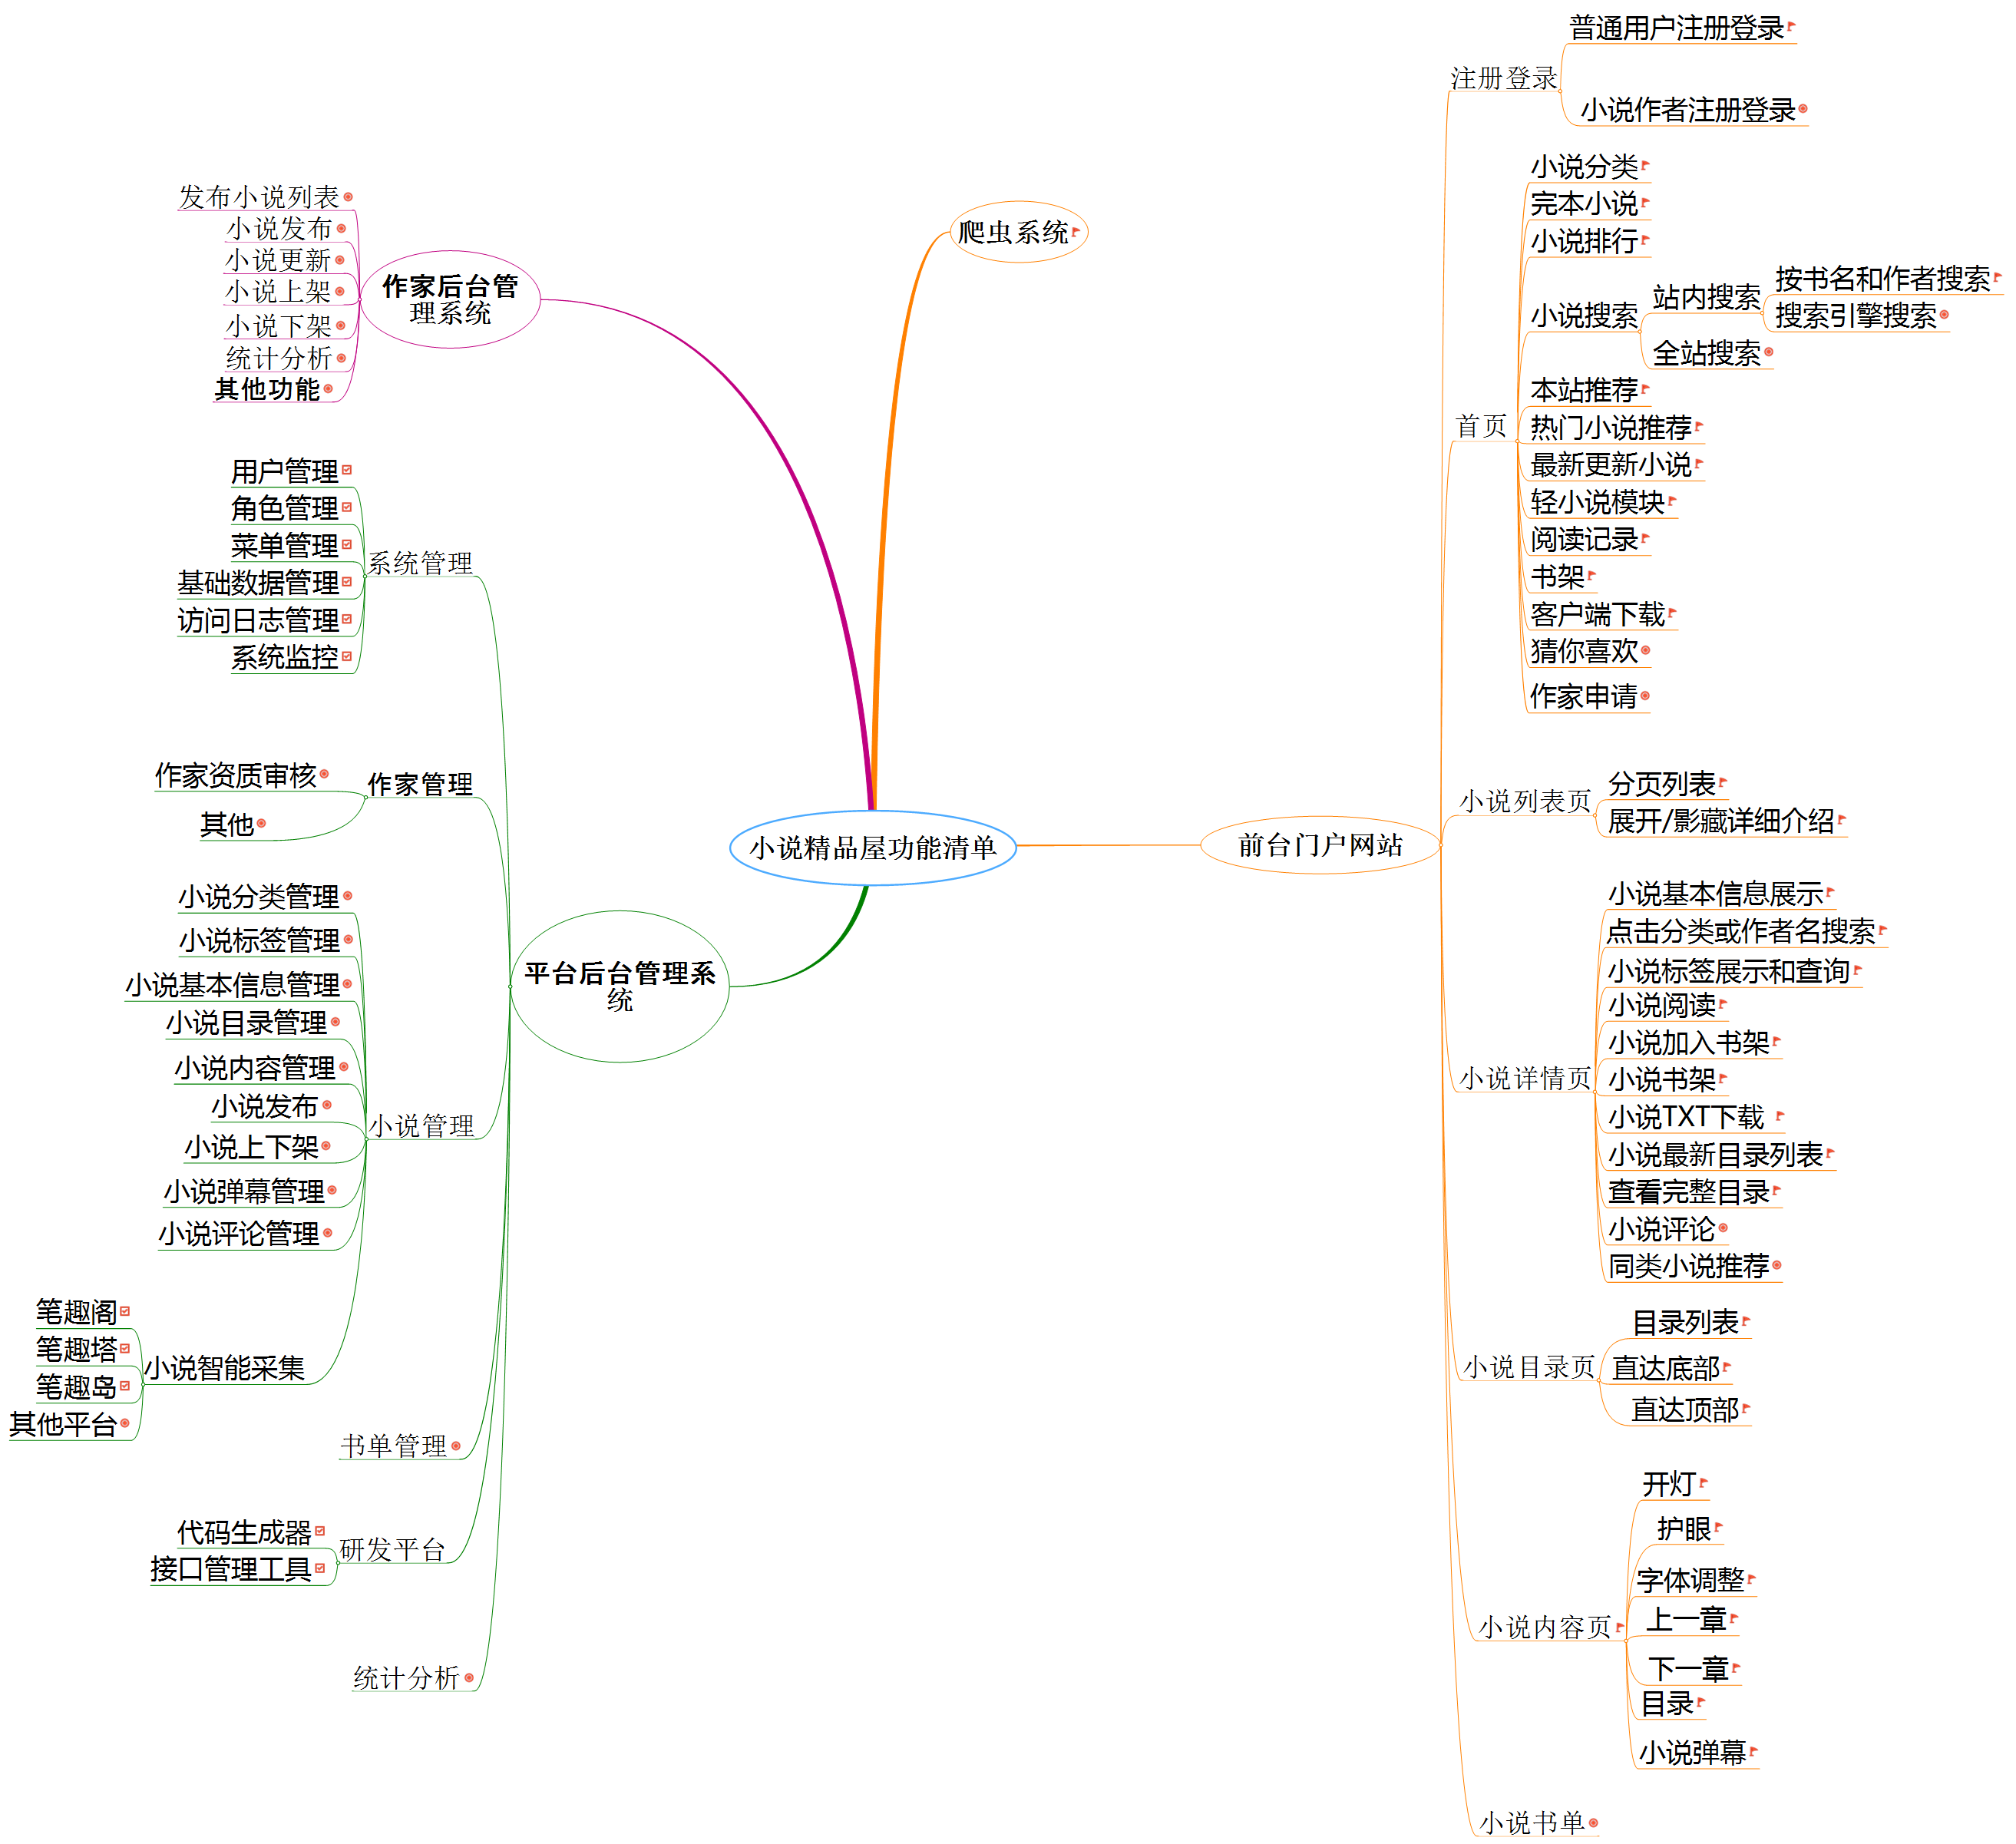 小说精品屋功能清单
爬虫系统
作家后台管
理系统
发布小说列表
小说发布
小说更新
小说上架
小说下架
统计分析
其他功能
平台后台管理系
统
系统管理
用户管理
角色管理
菜单管理
基础数据管理
访问日志管理
系统监控
作家管理
作家资质审核
其他
小说管理
小说分类管理
小说标签管理
小说基本信息管理
小说目录管理
小说内容管理
小说发布
小说上下架
小说弹幕管理
小说评论管理
小说智能采集
笔趣阁
笔趣塔
笔趣岛
其他平台
书单管理
研发平台
代码生成器
接口管理工具
统计分析
前台门户网站
注册登录
普通用户注册登录
小说作者注册登录
首页
小说分类
完本小说
小说排行
小说搜索
站内搜索
按书名和作者搜索
搜索引擎搜索
全站搜索
本站推荐
热门小说推荐
最新更新小说
轻小说模块
阅读记录
书架
客户端下载
猜你喜欢
作家申请
小说列表页
分页列表
展开/影藏详细介绍
小说详情页
小说基本信息展示
点击分类或作者名搜索
小说标签展示和查询
小说阅读
小说加入书架
小说书架
小说TXT下载
小说最新目录列表
查看完整目录
小说评论
同类小说推荐
小说目录页
目录列表
直达底部
直达顶部
小说内容页
开灯
护眼
字体调整
上一章
下一章
目录
小说弹幕
小说书单